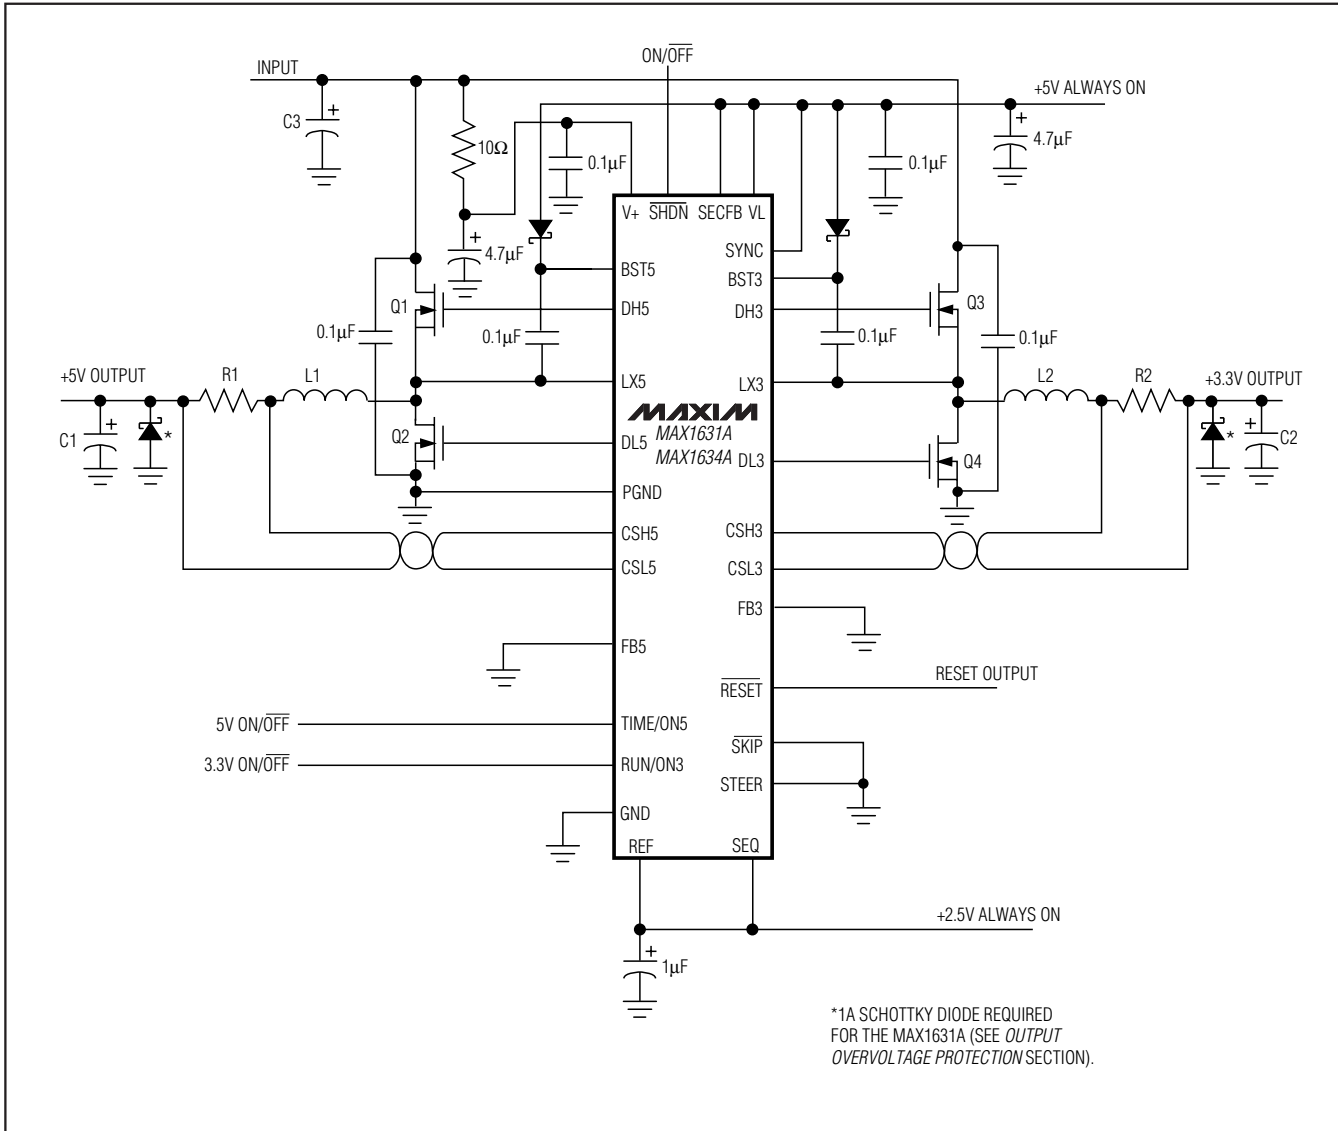 ON/OFF
INPUT
+5V ALWAYS ON
C3
+
10Ω
0.1µF
0.1µF
+
4.7µF
V+ SHDN SECFB VL
+
4.7µF
SYNC
BST5
BST3
Q1
DH5
DH3
Q3
0.1µF
0.1µF
0.1µF
0.1µF
+5V OUTPUT
R1
L1
LX5
LX3
L2
R2
+3.3V OUTPUT
MAXIM
MAX1631A
MAX1634A
C1
+
*
Q2
DL5
DL3
Q4
*
+
C2
PGND
CSH5
CSH3
CSL5
CSL3
FB3
FB5
RESET
RESET OUTPUT
5V ON/OFF
TIME/ON5
SKIP
3.3V ON/OFF
RUN/ON3
STEER
GND
REF
SEQ
+2.5V ALWAYS ON
+
1µF
*1A SCHOTTKY DIODE REQUIRED
FOR THE MAX1631A (SEE OUTPUT
OVERVOLTAGE PROTECTION SECTION).